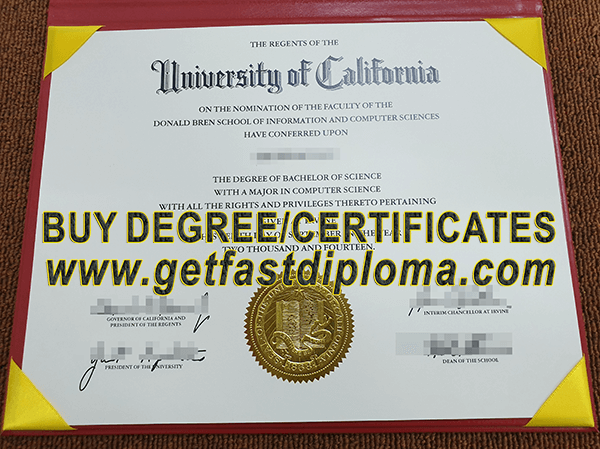 THE REGENTS OF THE
University of California
ON THE NOMINATION OF THE FACULTY OF THE
DONALD BREN SCHOOL OF INFORMATION AND COMPUTER SCIENCES
HAVE CONFERRED UPON
THE DEGREE OF BACHELOR OF SCIENCE
WITH A MAJOR IN COMPUTER SCIENCE
WITH ALL THE RIGHTS AND PRIVILEGES THERETO PERTAINING
BUY DEGREE/CERTIFICATES
TWO THOUSAND AND FOURTEEN.
www.getfastdiploma.com
GOVERNOR OF CALIFORNIA AND
PRESIDENT OF THE REGENTS
INTERIM CHANCELLOR AT IRVINE
PRESIDENT OF THE UNIVERSITY
DEAN OF THE SCHOOL